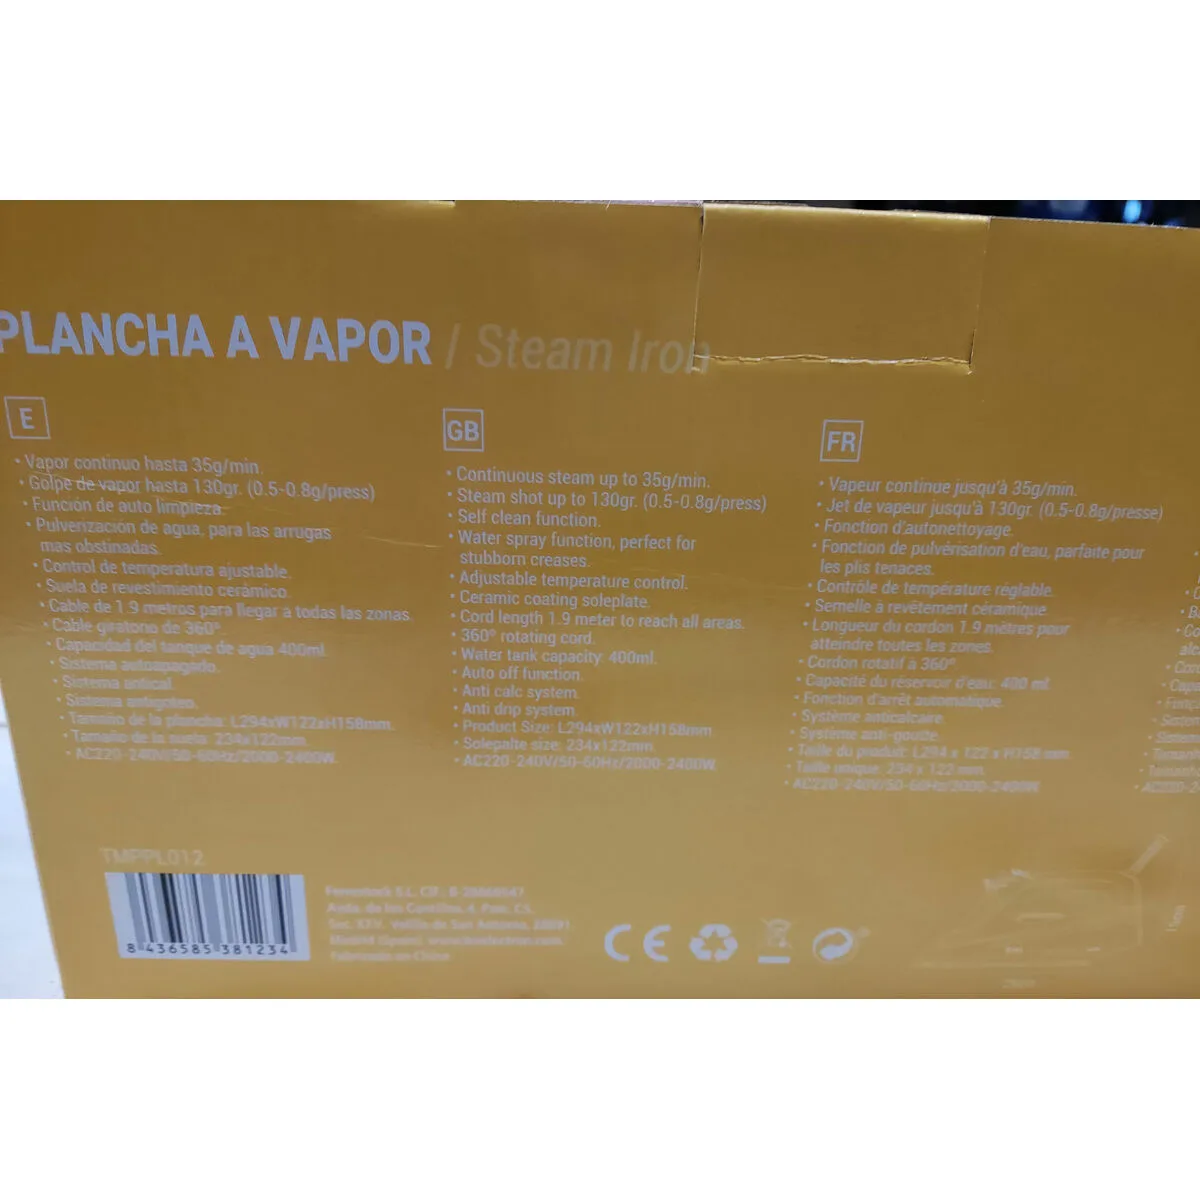 PLANCHA A VAPOR / Steam Iron
E
• Vapor continuo hasta 35g/min.
• Golpe de vapor hasta 130gr. (0.5-0.8g/press)
• Función de auto limpieza.
• Pulverización de agua, para las arrugas
mas obstinadas.
• Control de temperatura ajustable.
• Suela de revestimiento cerámico.
• Cable de 1.9 metros para llegar a todas las zonas.
• Cable giratorio de 360º.
• Capacidad del tanque de agua 400ml.
• Sistema autoapagado.
• Sistema antical.
• Sistema antigoteo.
• Tamaño de la plancha: L294xW122xH158mm.
• Tamaño de la suela: 234x122mm.
• AC220-240V/50-60Hz/2000-2400W.
GB
• Continuous steam up to 35g/min.
• Steam shot up to 130gr. (0.5-0.8g/press)
• Self clean function.
• Water spray function, perfect for
stubborn creases.
• Adjustable temperature control.
• Ceramic coating soleplate.
• Cord length 1.9 meter to reach all areas.
• 360º rotating cord.
• Water tank capacity: 400ml.
• Auto off function.
• Anti calc system.
• Anti drip system.
• Product Size: L294xW122xH158mm.
• Solegalte size: 234x122mm.
• AC220-240V/50-60Hz/2000-2400W.
FR
• Vapeur continue jusqu'à 35g/min.
• Jet de vapeur jusqu'à 130gr. (0.5-0.8g/presse)
• Fonction d'autonettoyage.
• Fonction de pulvérisation d'eau, parfaite pour
les plis tenaces.
• Contrôle de température réglable.
• Semelle à revêtement céramique.
• Longueur du cordon 1.9 mètres pour
atteindre toutes les zones.
• Cordon rotatif à 360º.
• Capacité du réservoir d'eau: 400 ml.
• Fonction d'arrêt automatique.
• Système anticalcaire.
• Système anti-goutte.
• Taille du produit: L294 x 122 x H158 mm.
• Taille unique: 234 x 122 mm.
• AC220-240V/50-60Hz/2000-2400W.
TMPPL012
8 436585 381234
Avda. de los
Fabricado en China
CE